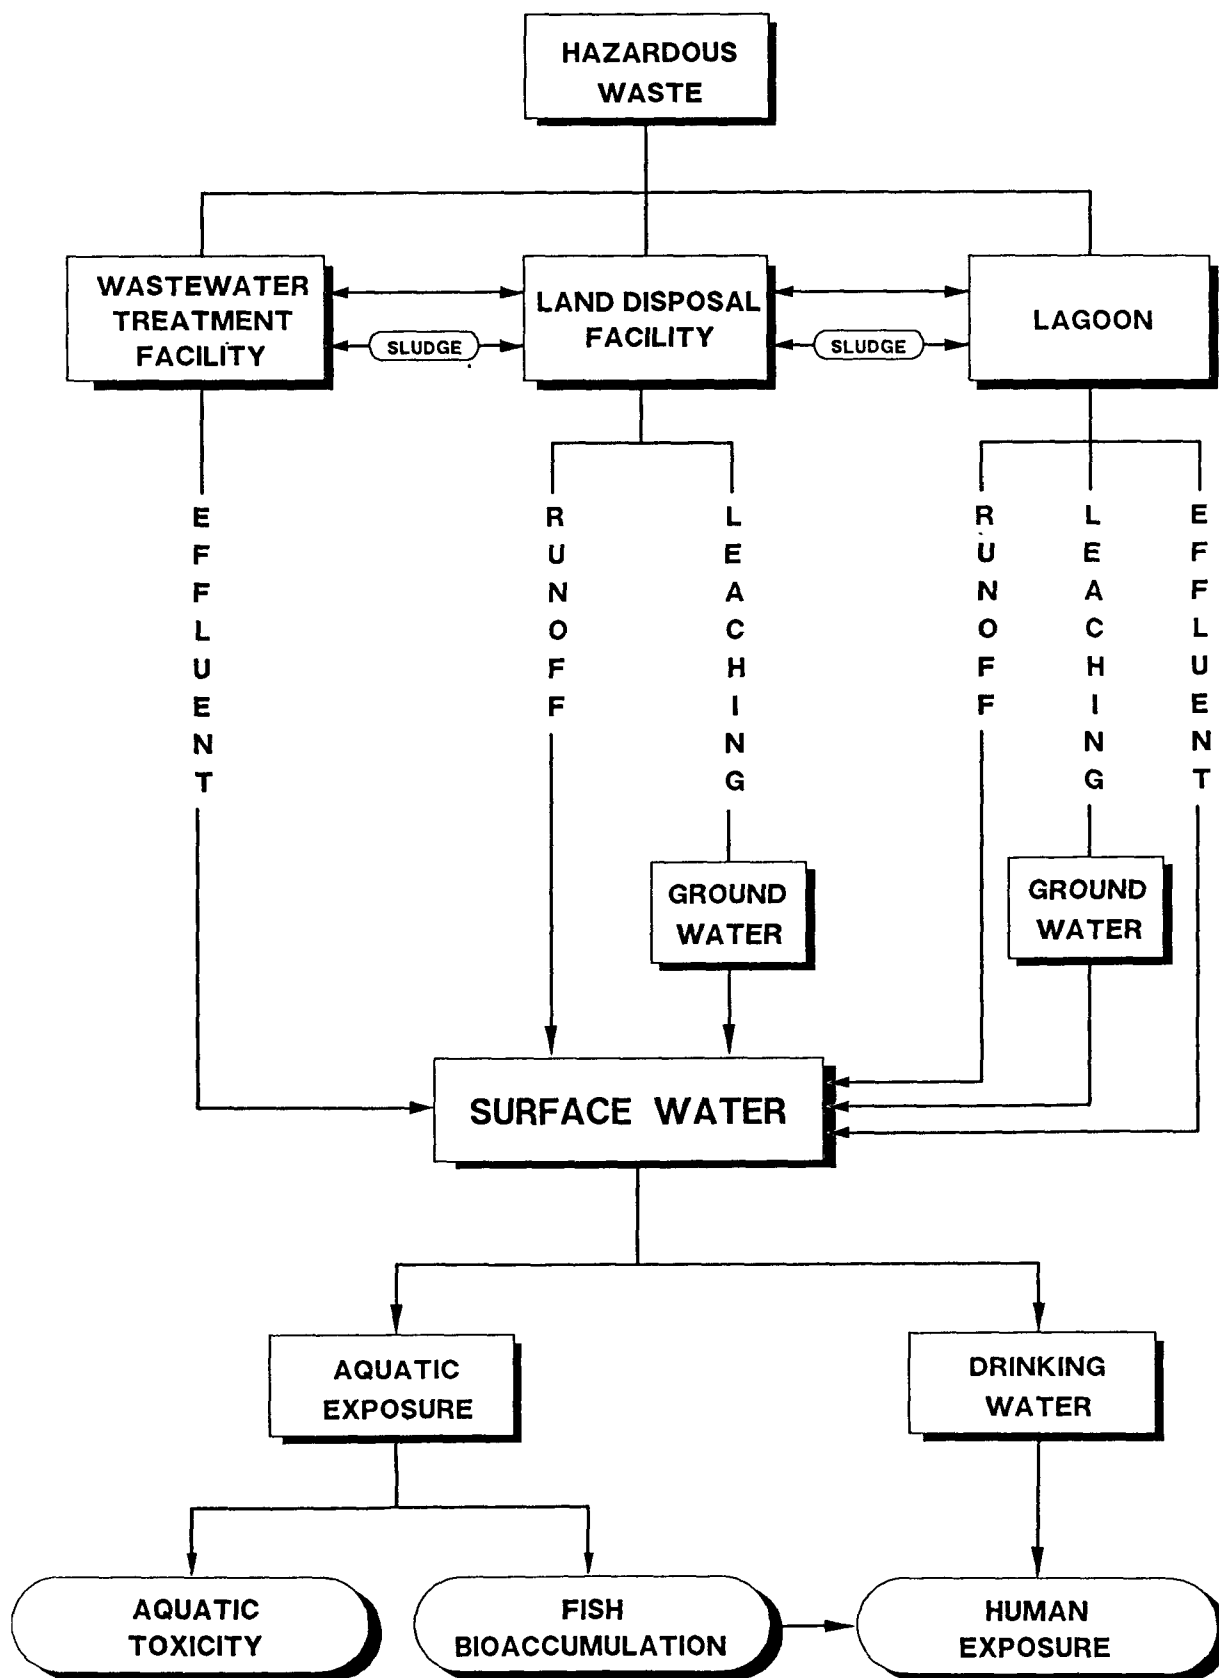 HAZARDOUS
WASTE
WASTEWATER
TREATMENT
FACILITY
SLUDGE
LAND DISPOSAL
FACILITY
SLUDGE
LAGOON
EFFLUENT
RUNOFF
LEACHING
RUNOFF
LEACHING
EFFLUENT
GROUND
WATER
GROUND
WATER
SURFACE WATER
AQUATIC
EXPOSURE
DRINKING
WATER
AQUATIC
TOXICITY
FISH
BIOACCUMULATION
HUMAN
EXPOSURE